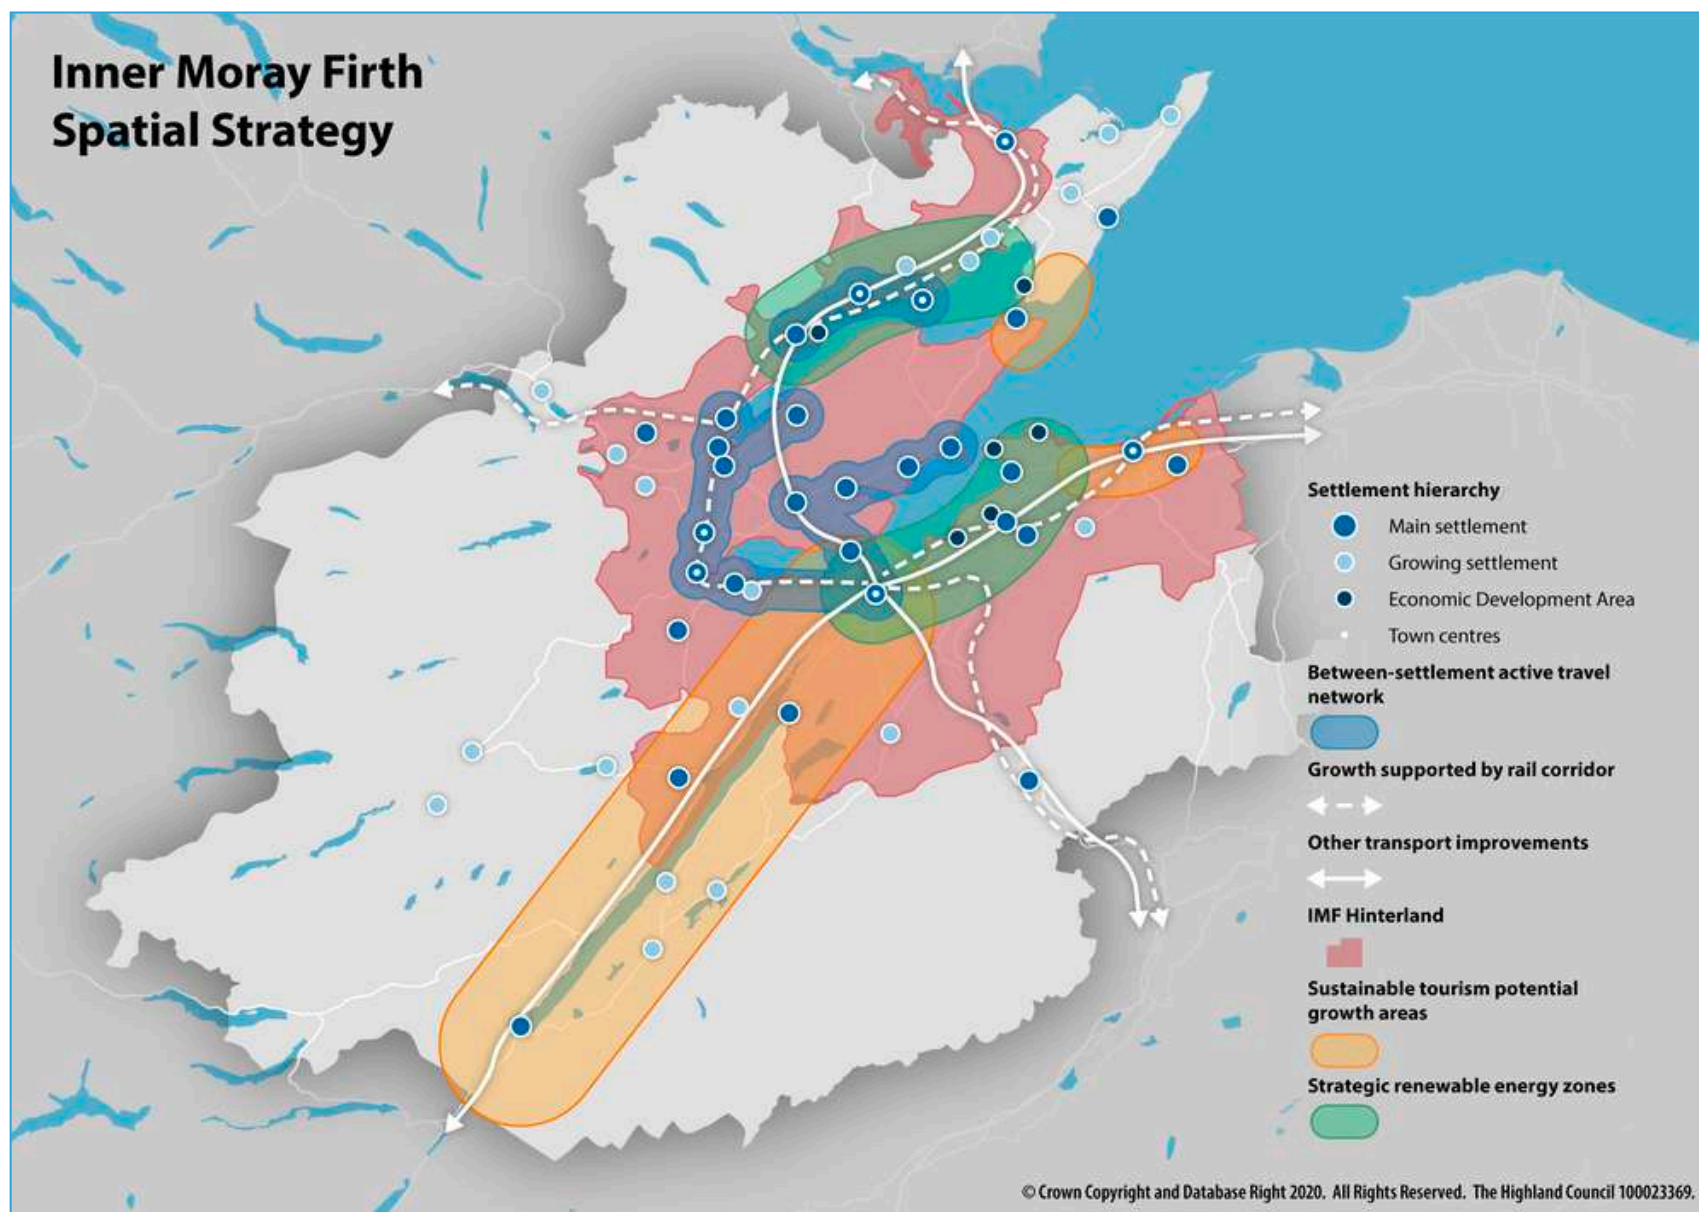 Inner Moray Firth
Spatial Strategy
Settlement hierarchy
Main settlement
Growing settlement
Economic Development Area
Town centres
Between-settlement active travel
network
Growth supported by rail corridor
Other transport improvements
IMF Hinterland
Sustainable tourism potential
growth areas
Strategic renewable energy zones
© Crown Copyright and Database Right 2020. All Rights Reserved. The Highland Council 100023369.